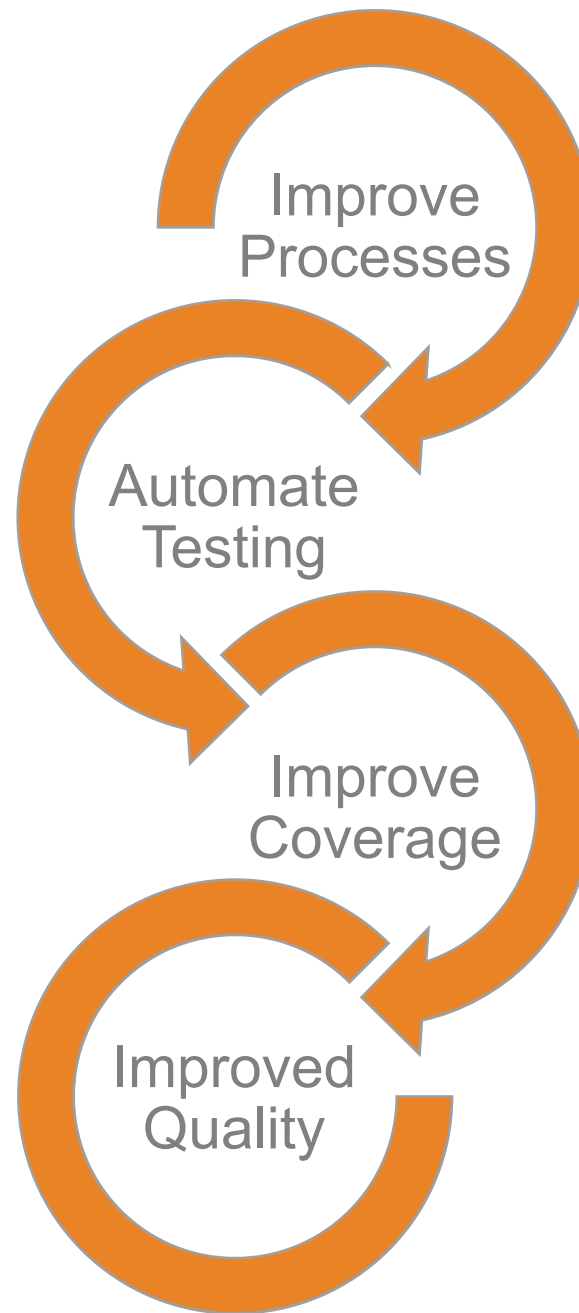 Improve
Processes
Automate
Testing
Improve
Coverage
Improved
Quality